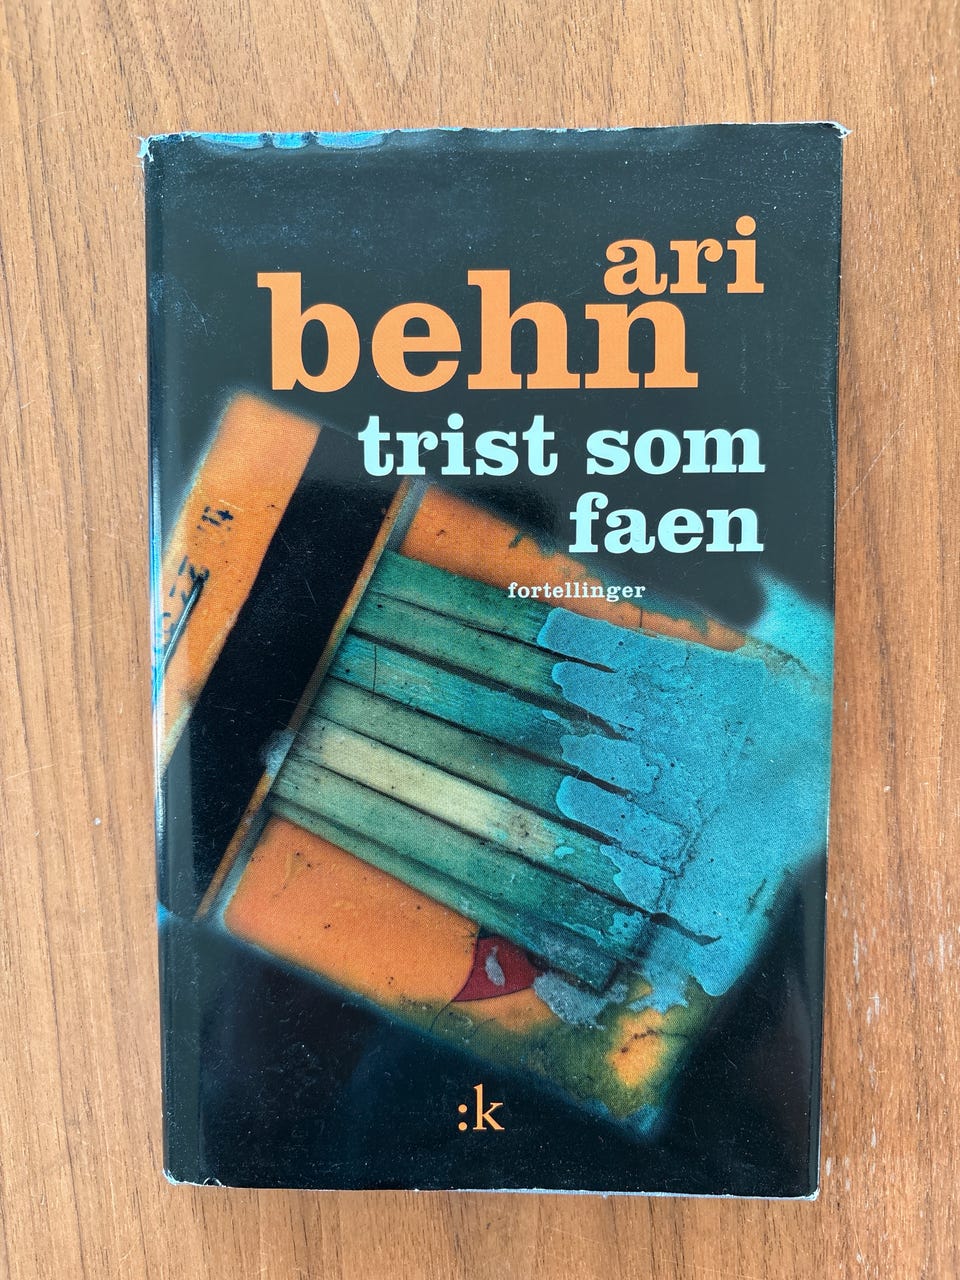 ari
behn
trist som
faen
fortellinger
:k